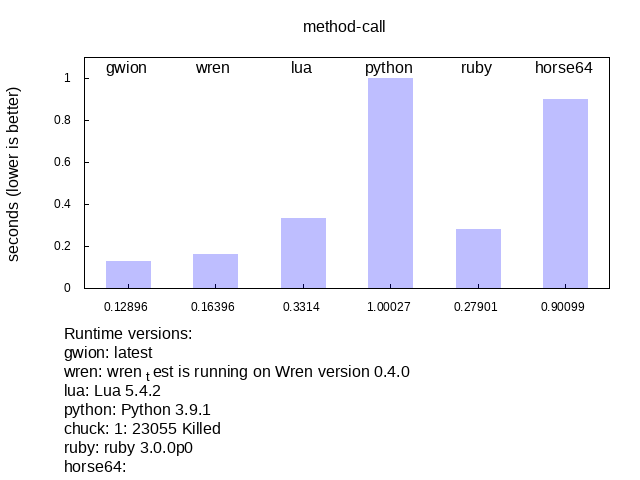 method-call
seconds (lower is better)
gwion wren lua python ruby horse64
1
0.8
0.6
0.4
0.2
0
0.12896 0.16396 0.3314 1.00027 0.27901 0.90099
Runtime versions:
gwion: latest
wren: wren test is running on Wren version 0.4.0
lua: Lua 5.4.2
python: Python 3.9.1
chuck: 1: 23055 Killed
ruby: ruby 3.0.0p0
horse64: